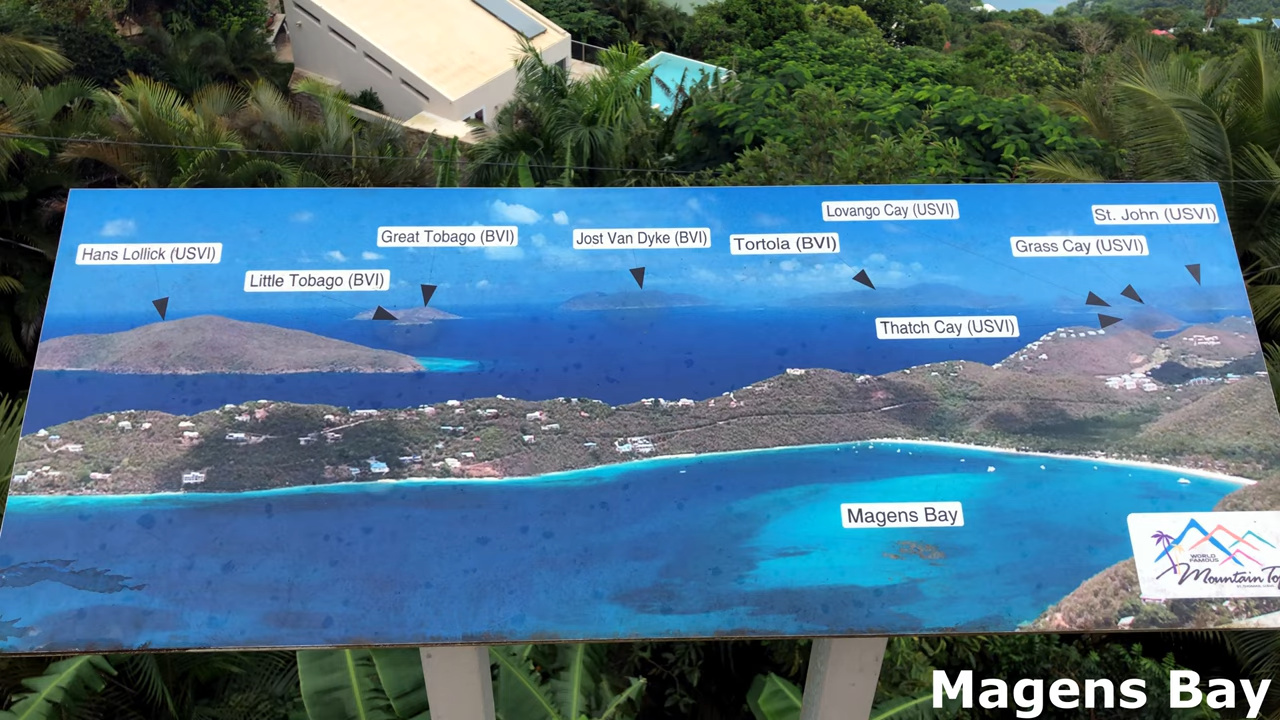 Lovango Cay (USVI)
St. John (USVI)
Great Tobago (BVI)
Jost Van Dyke (BVI)
Tortola (BVI)
Grass Cay (USVI)
Hans Lollick (USVI)
Little Tobago (BVI)
Thatch Cay (USVI)
Magens Bay
WORLD
FAMOUS
Mountain To
Magens Bay